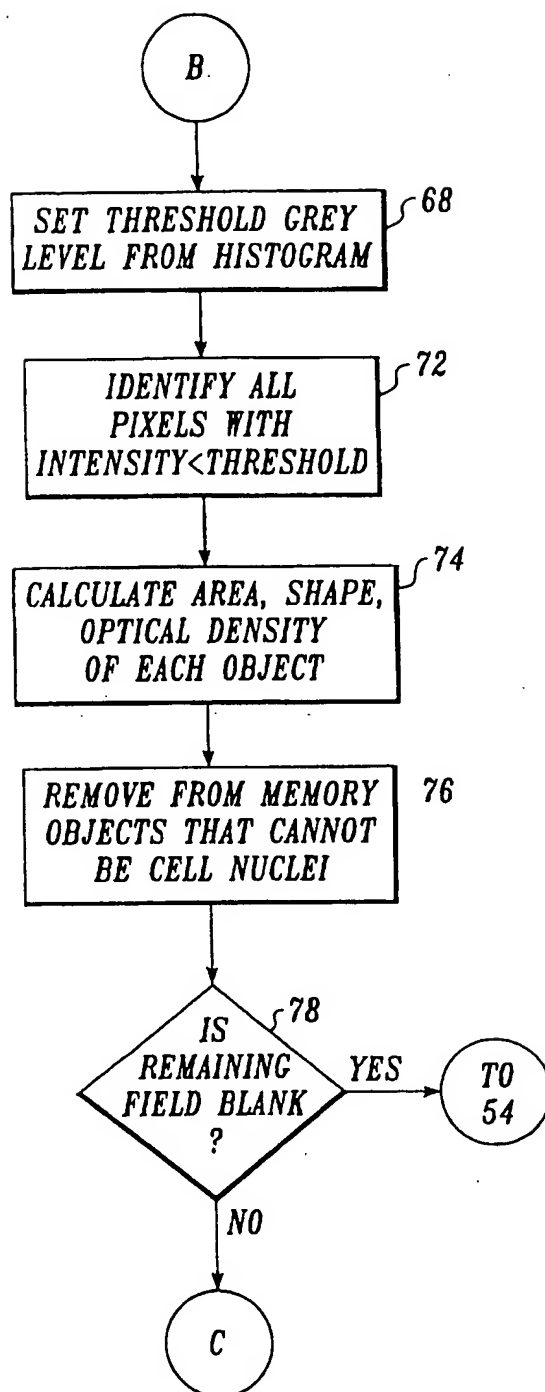 B
SET THRESHOLD GREY
LEVEL FROM HISTOGRAM
68
IDENTIFY ALL
PIXELS WITH
INTENSITY<THRESHOLD
72
CALCULATE AREA, SHAPE,
OPTICAL DENSITY
OF EACH OBJECT
74
REMOVE FROM MEMORY
OBJECTS THAT CANNOT
BE CELL NUCLEI
76
IS
REMAINING
FIELD BLANK
?
78
YES
TO
54
NO
C